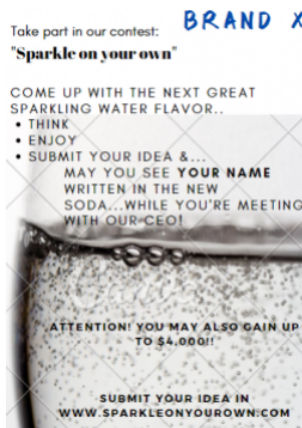 BRAND X
Take part in our contest:
"Sparkle on your own"
COME UP WITH THE NEXT GREAT
SPARKLING WATER FLAVOR..
• THINK
• ENJOY
• SUBMIT YOUR IDEA &...
MAY YOU SEE YOUR NAME
WRITTEN IN THE NEW
SODA...WHILE YOU'RE MEETING
WITH OUR CEO!
Canva
ATTENTION! YOU MAY ALSO GAIN UP
TO $4,000!!
SUBMIT YOUR IDEA IN
WWW.SPARKLEONYOUROWN.COM